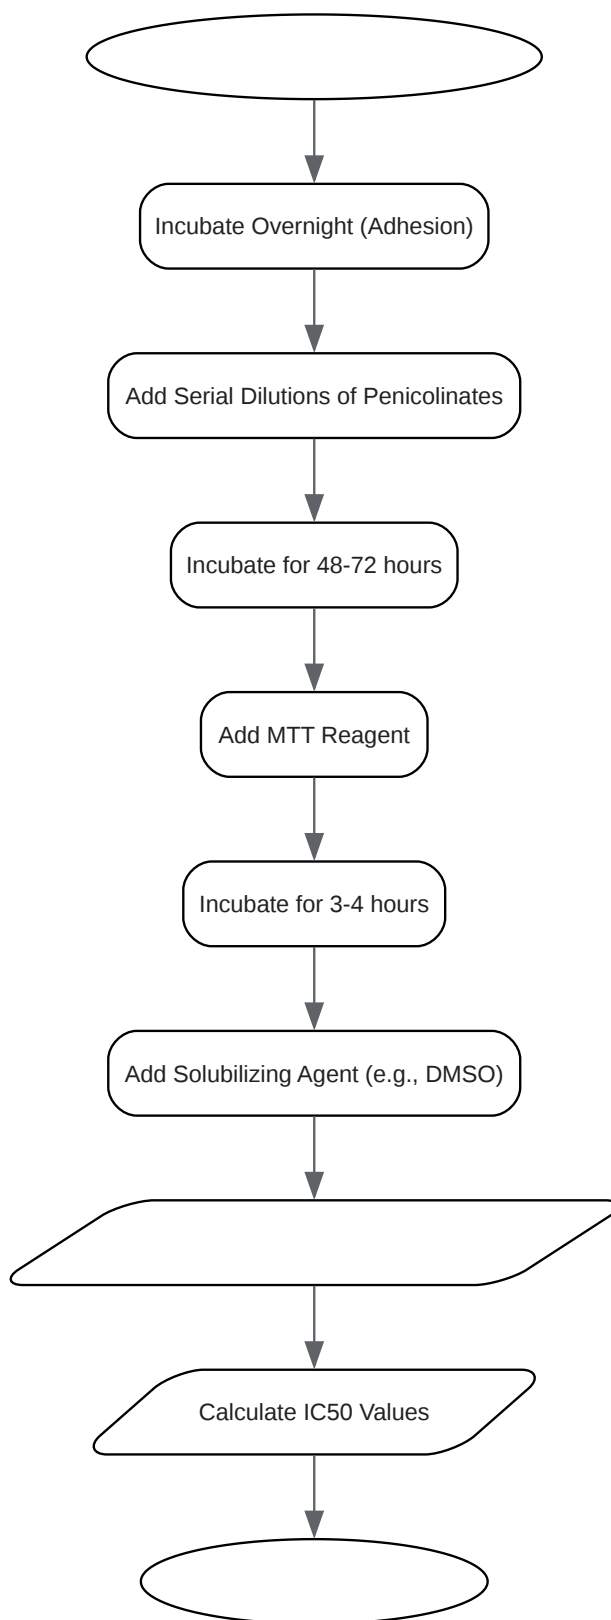 Incubate Overnight (Adhesion)
Add Serial Dilutions of Penicolinates
Incubate for 48-72 hours
Add MTT Reagent
Incubate for 3-4 hours
Add Solubilizing Agent (e.g., DMSO)
Calculate IC50 Values